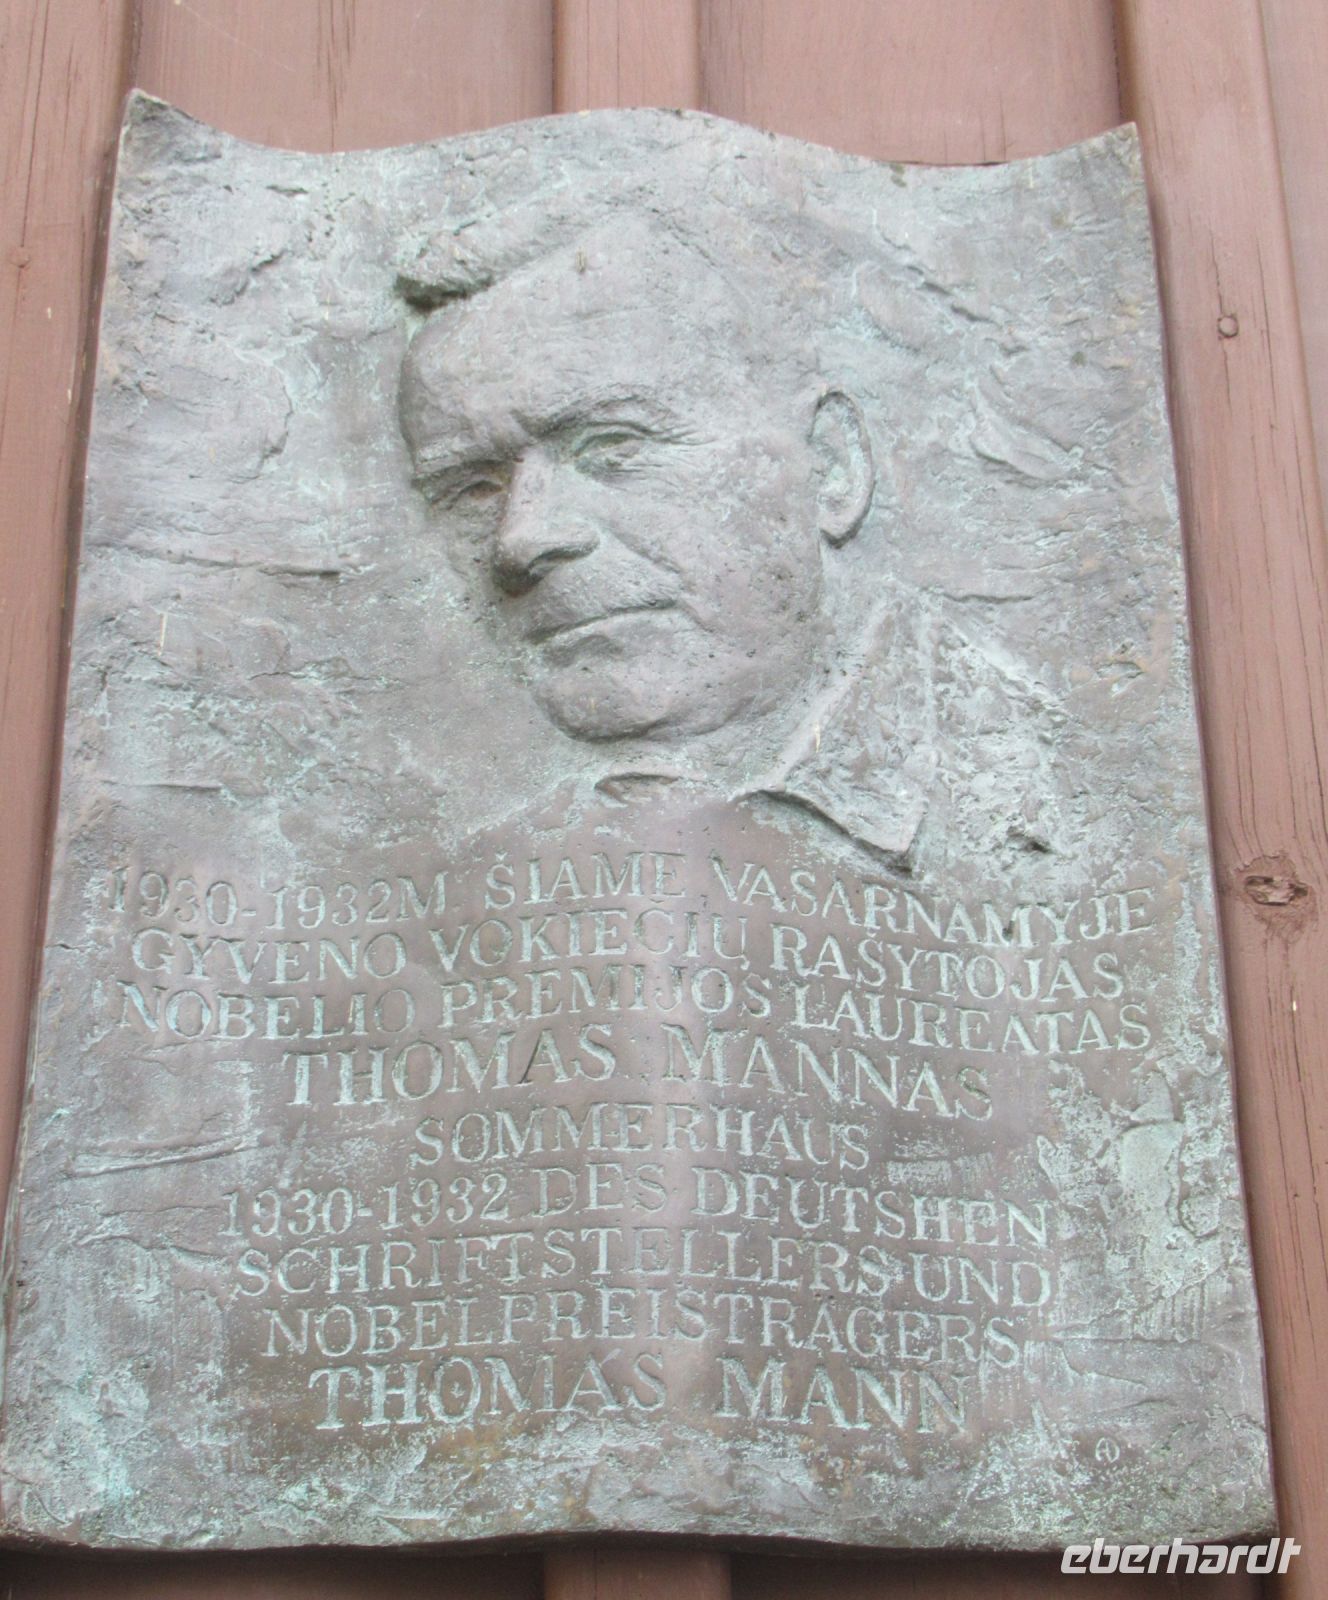 1930-1932M. ŠIAME VASARNAMYJE
GYVENO VOKIEČIŲ RAŠYTOJAS
NOBELIO PREMIJOS LAUREATAS
THOMAS MANNAS
SOMMERHAUS
1930-1932 DES DEUTSHEN
SCHRIFTSTELLERS UND
NOBELPREISTRÄGERS
THOMAS MANN
eberhardt